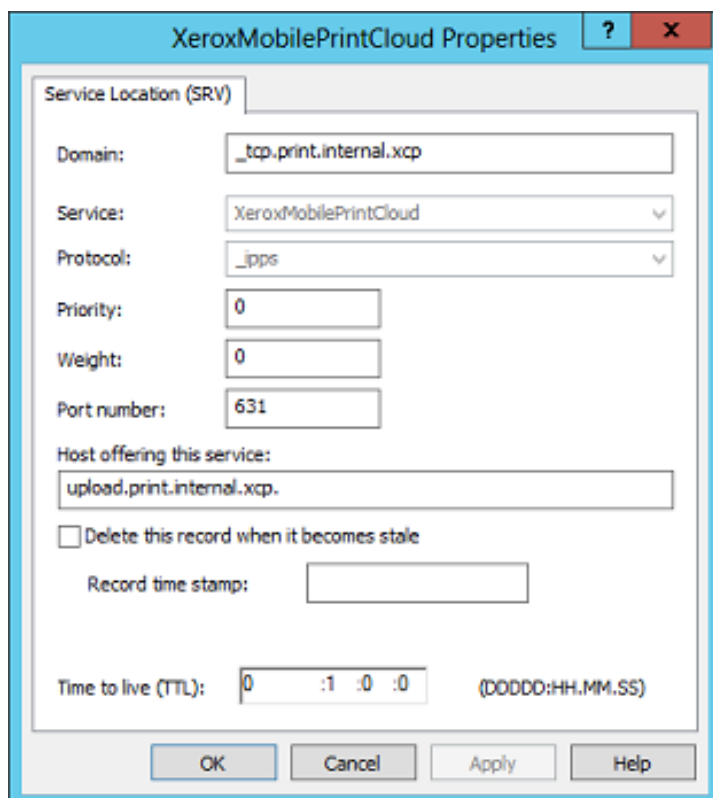 XeroxMobilePrintCloud Properties ? x
Service Location (SRV)
Domain: _tcp.print.internal.xcp
Service: XeroxMobilePrintCloud
Protocol: _ipps
Priority: 0
Weight: 0
Port number: 631
Host offering this service:
upload.print.internal.xcp.
Delete this record when it becomes stale
Record time stamp:
Time to live (TTL): 0 :1 :0 :0 (DDDDD:HH.MM.SS)
OK Cancel Apply Help